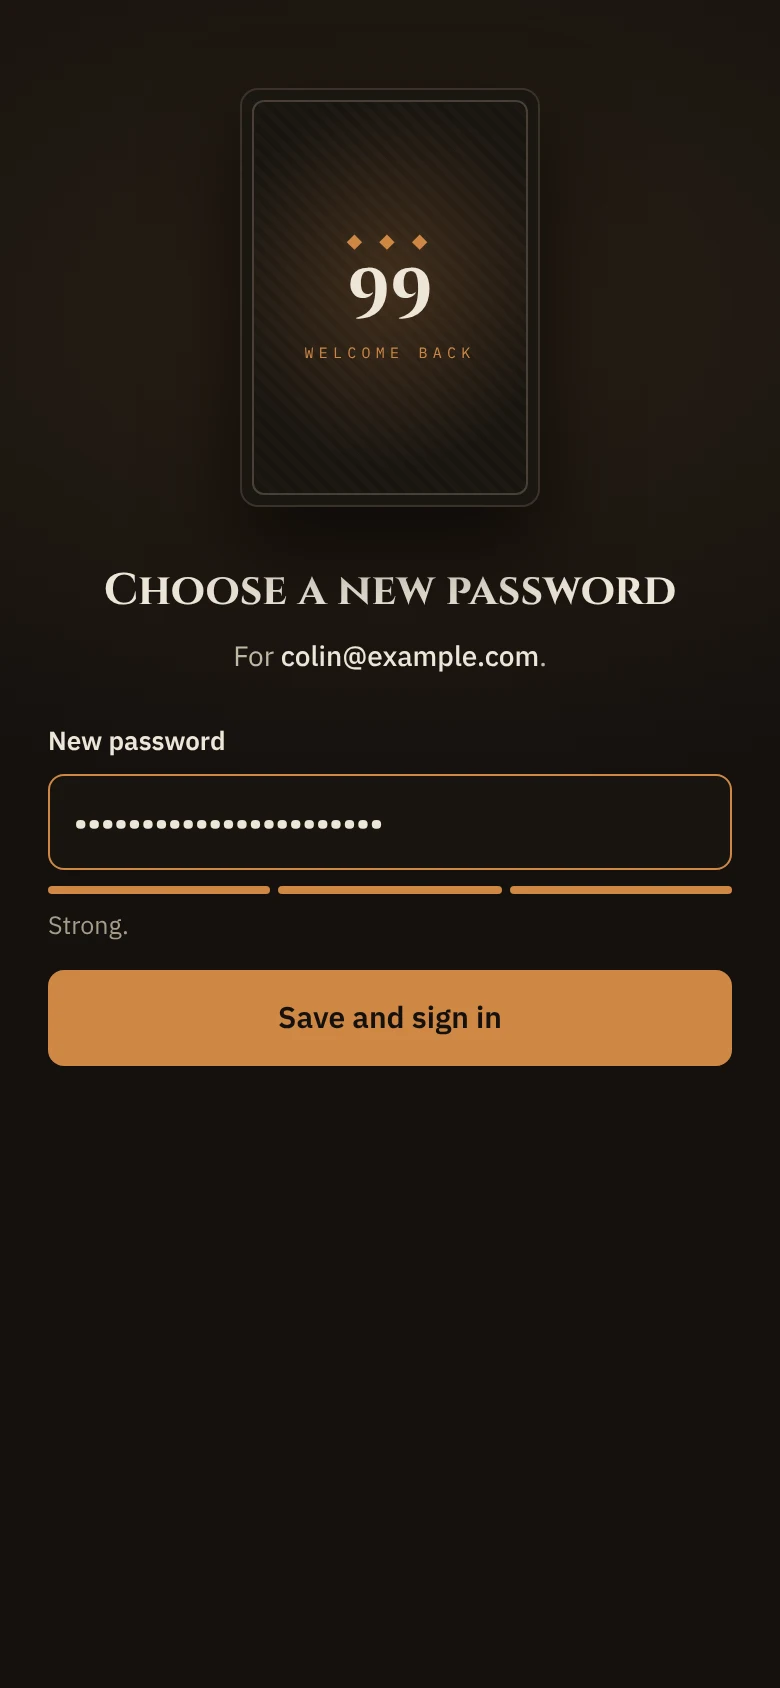 99
WELCOME BACK
Choose a new password
For colin@example.com.
New password
•••••••••••••••••••••••
Strong.
Save and sign in